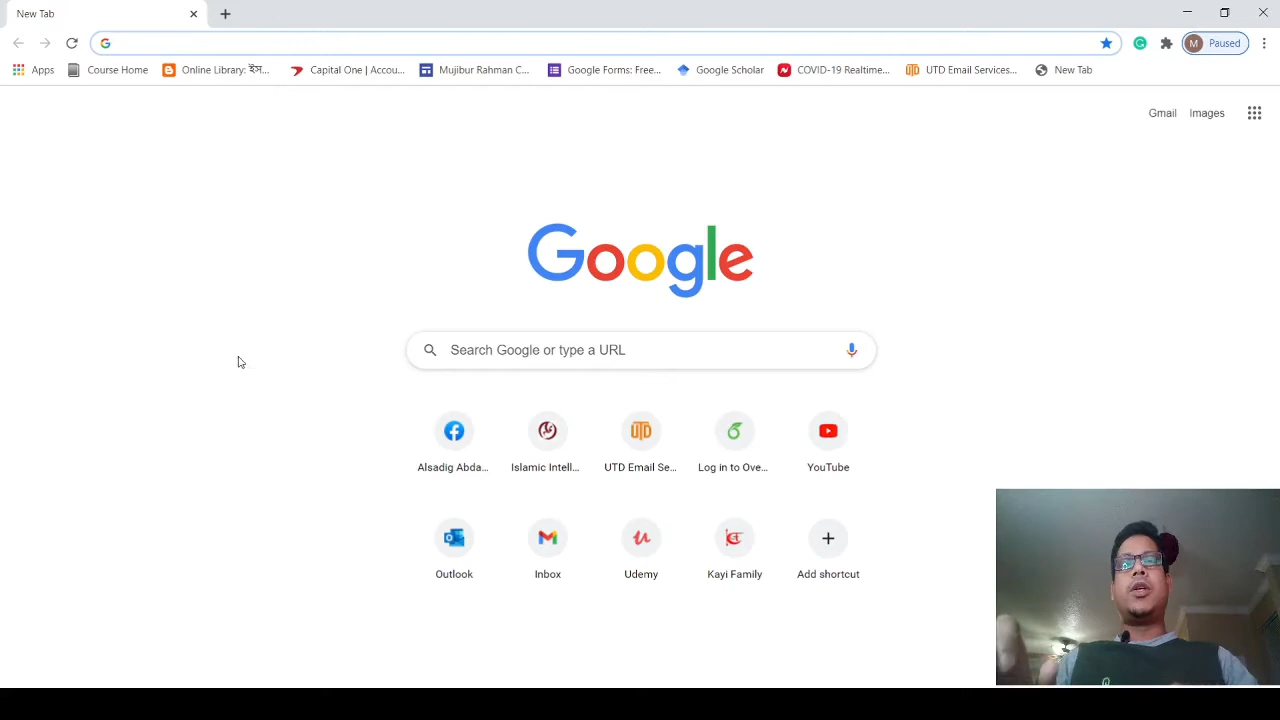 New Tab
M Paused
Apps
Course Home
Online Library: ইস...
Capital One | Accou...
Mujibur Rahman C...
Google Forms: Free...
Google Scholar
COVID-19 Realtime...
UTD Email Services...
New Tab
Gmail Images
Google
Search Google or type a URL
Alsadig Abda...
Islamic Intell...
UTD Email Se...
Log in to Ove...
YouTube
Outlook
Inbox
Udemy
Kayi Family
Add shortcut